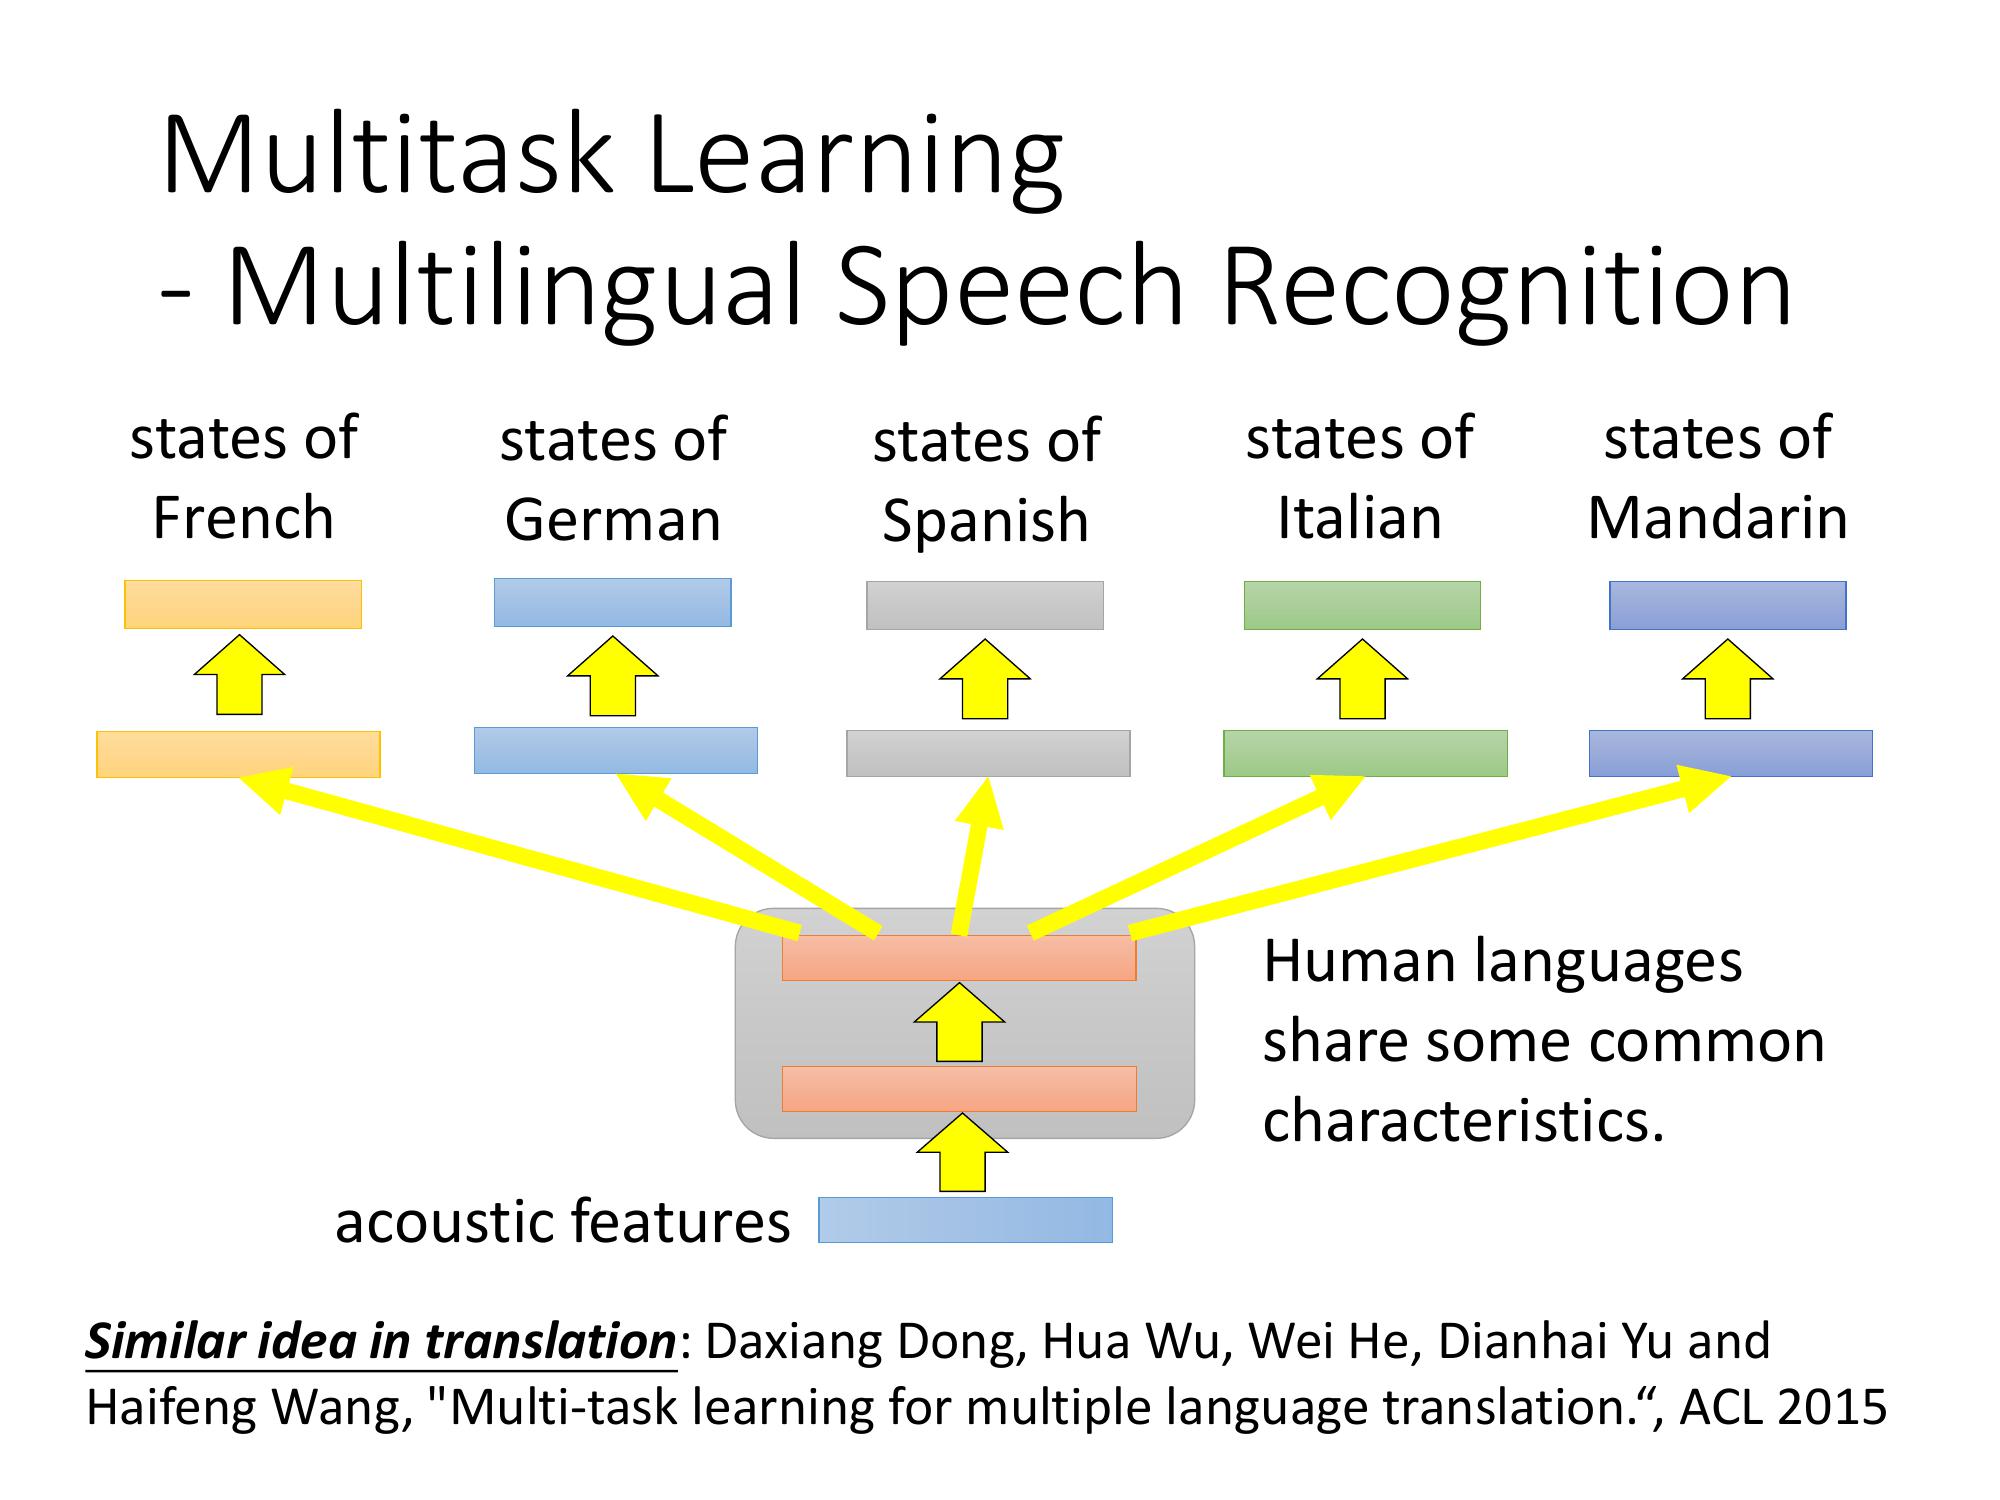 Multitask Learning
- Multilingual Speech Recognition
states of
French
states of
German
states of
Spanish
states of
Italian
states of
Mandarin
Human languages
share some common
characteristics.
acoustic features
Similar idea in translation: Daxiang Dong, Hua Wu, Wei He, Dianhai Yu and
Haifeng Wang, "Multi-task learning for multiple language translation.“, ACL 2015